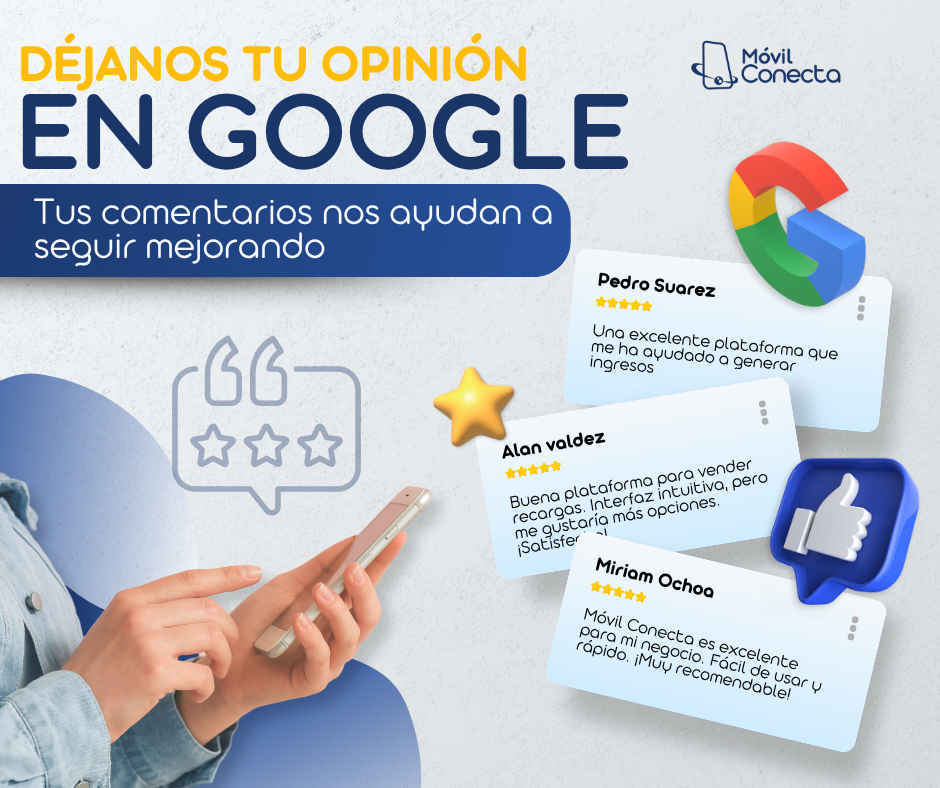 DÉJANOS TU OPINIÓN
EN GOOGLE
Móvil
Conecta
Tus comentarios nos ayudan a
seguir mejorando
Pedro Suarez
Una excelente plataforma que
me ha ayudado a generar
ingresos
Alan valdez
Buena plataforma para vender
recargas. Interfaz intuitiva, pero
me gustaría más opciones.
Miriam Ochoa
Móvil Conecta es excelente
para mi negocio. Fácil de usar y
rápido. ¡Muy recomendable!